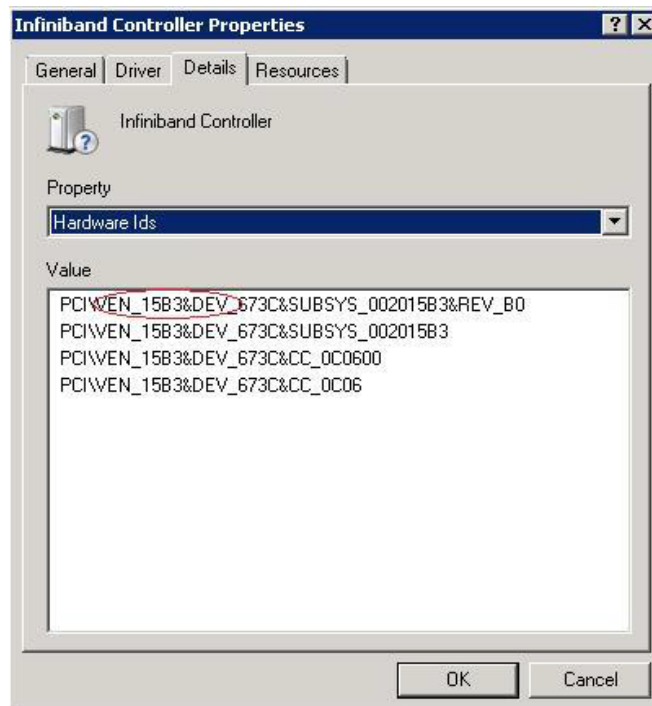 Infiniband Controller Properties
General Driver Details Resources
Infiniband Controller
Property
Hardware Ids
Value
PCI\VEN_15B3&DEV_673C&SUBSYS_002015B3&REV_B0
PCI\VEN_15B3&DEV_673C&SUBSYS_002015B3
PCI\VEN_15B3&DEV_673C&CC_0C0600
PCI\VEN_15B3&DEV_673C&CC_0C06
OK Cancel